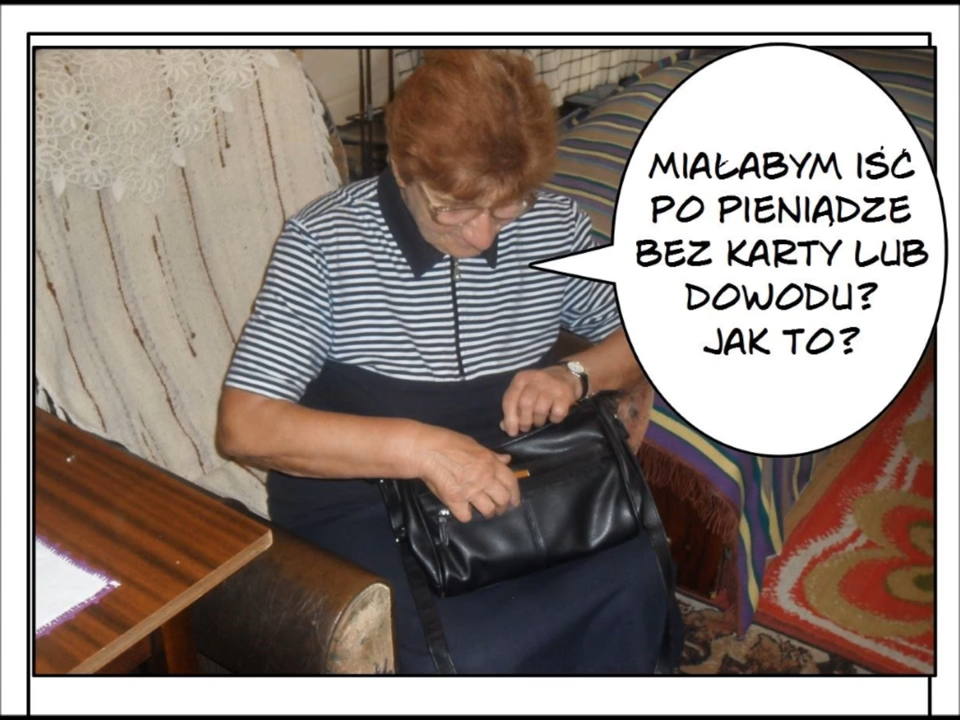 MIAŁABYM IŚĆ
PO PIENIĄDZE
BEZ KARTY LUB
DOWODU?
JAK TO?